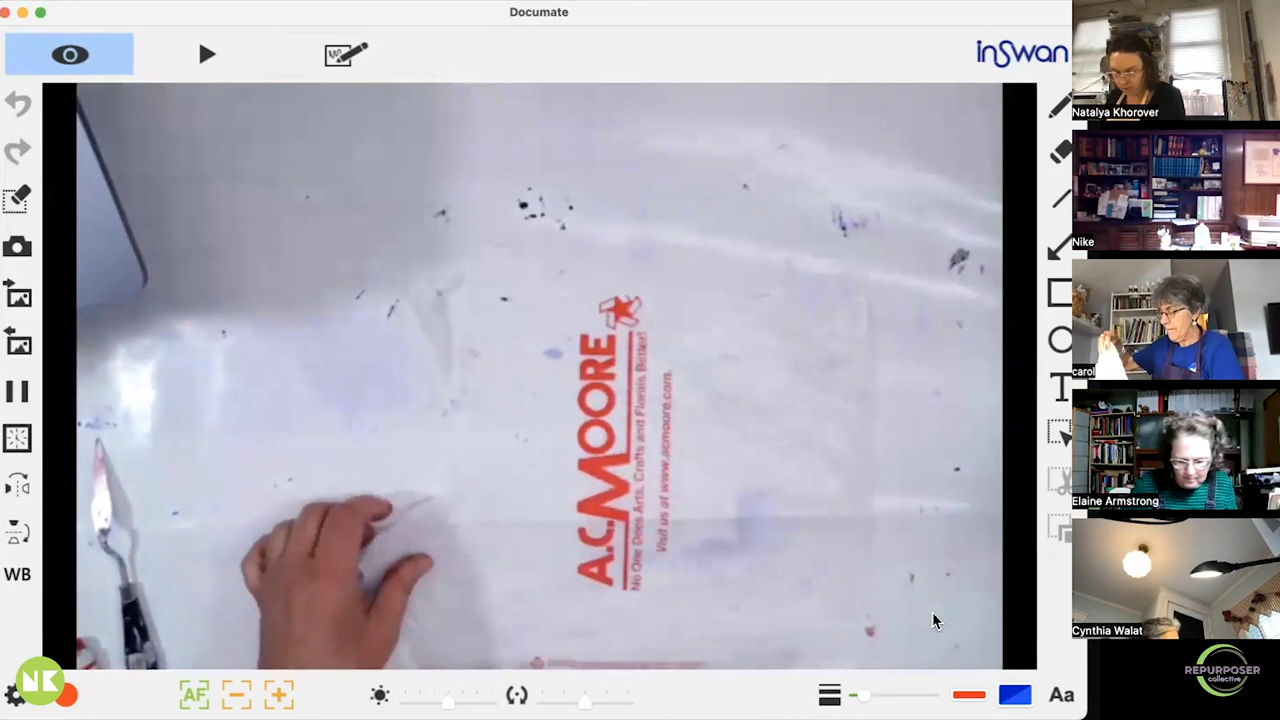 Documate
inSwan
Natalya Khorover
Nike
carol
Elaine Armstrong
Cynthia Walat
A.C. MOORE
No One Does Arts, Crafts and Florals Better!
Visit us at www.acmoore.com
T
WB
NK
AF
Aa
REPURPOSER
collective